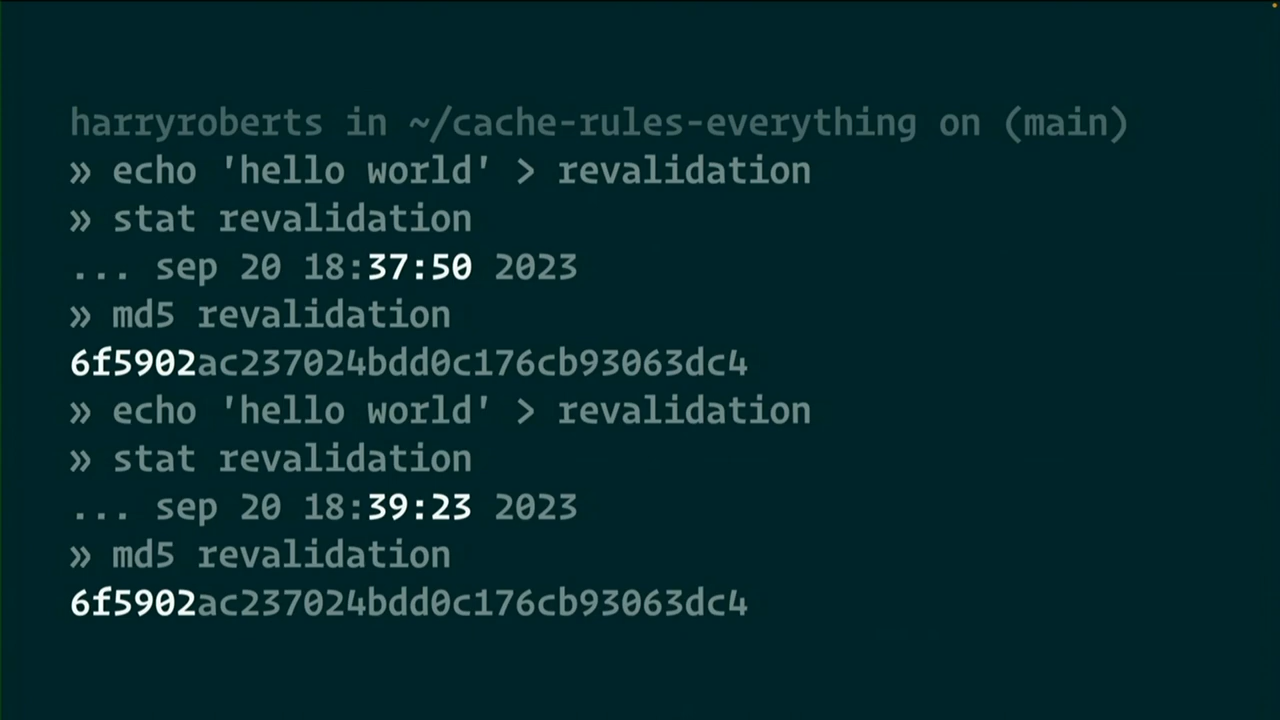 harryroberts in ~/cache-rules-everything on (main)
» echo 'hello world' > revalidation
» stat revalidation
... sep 20 18:37:50 2023
» md5 revalidation
6f5902ac237024bdd0c176cb93063dc4
» echo 'hello world' > revalidation
» stat revalidation
... sep 20 18:39:23 2023
» md5 revalidation
6f5902ac237024bdd0c176cb93063dc4